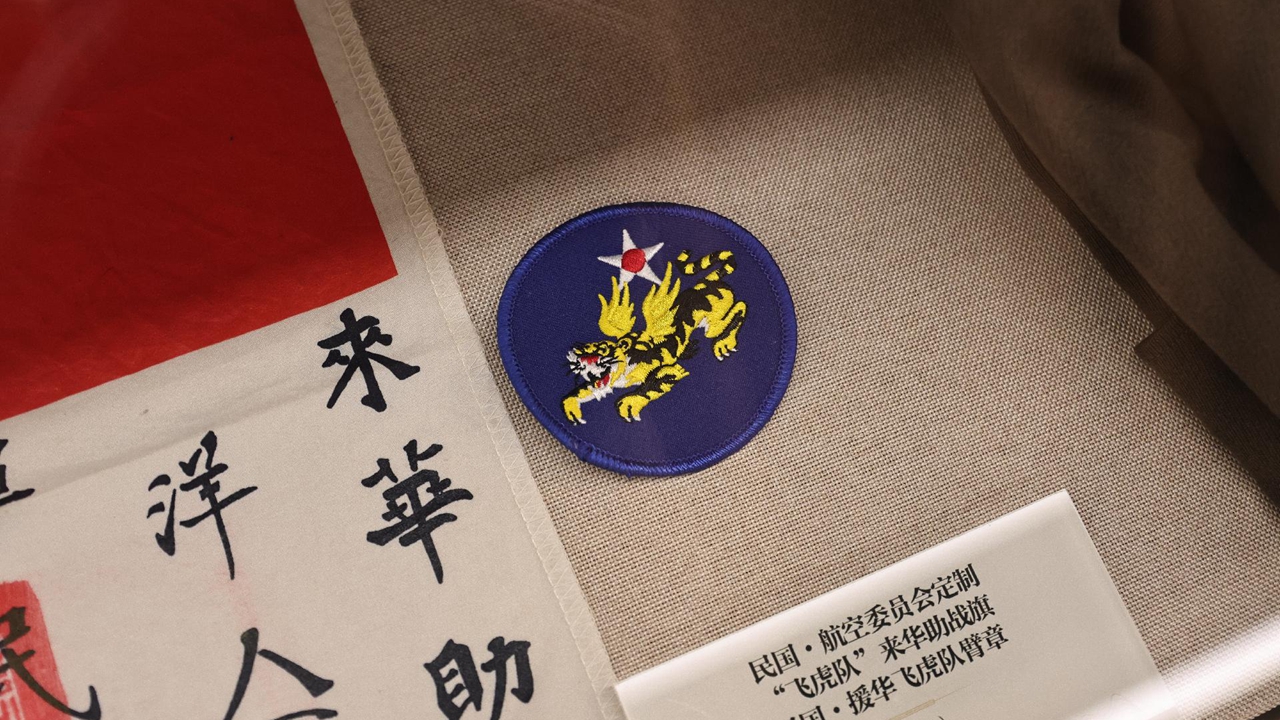 來華助
洋人
民
民国·航空委员会定制
“飞虎队”来华助战旗
国·援华飞虎队臂章